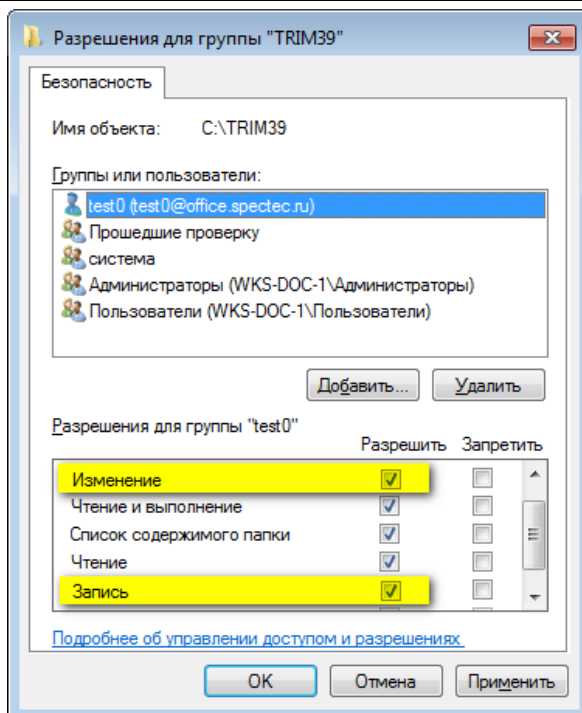 Разрешения для группы "TRIM39"
Безопасность
Имя объекта: C:\TRIM39
Группы или пользователи:
test0 (test0@office.spectec.ru)
Прошедшие проверку
система
Администраторы (WKS-DOC-1\Администраторы)
Пользователи (WKS-DOC-1\Пользователи)
Добавить... Удалить
Разрешения для группы "test0"
Разрешить Запретить
Изменение
Чтение и выполнение
Список содержимого папки
Чтение
Запись
Подробнее об управлении доступом и разрешениях
OK Отмена Применить